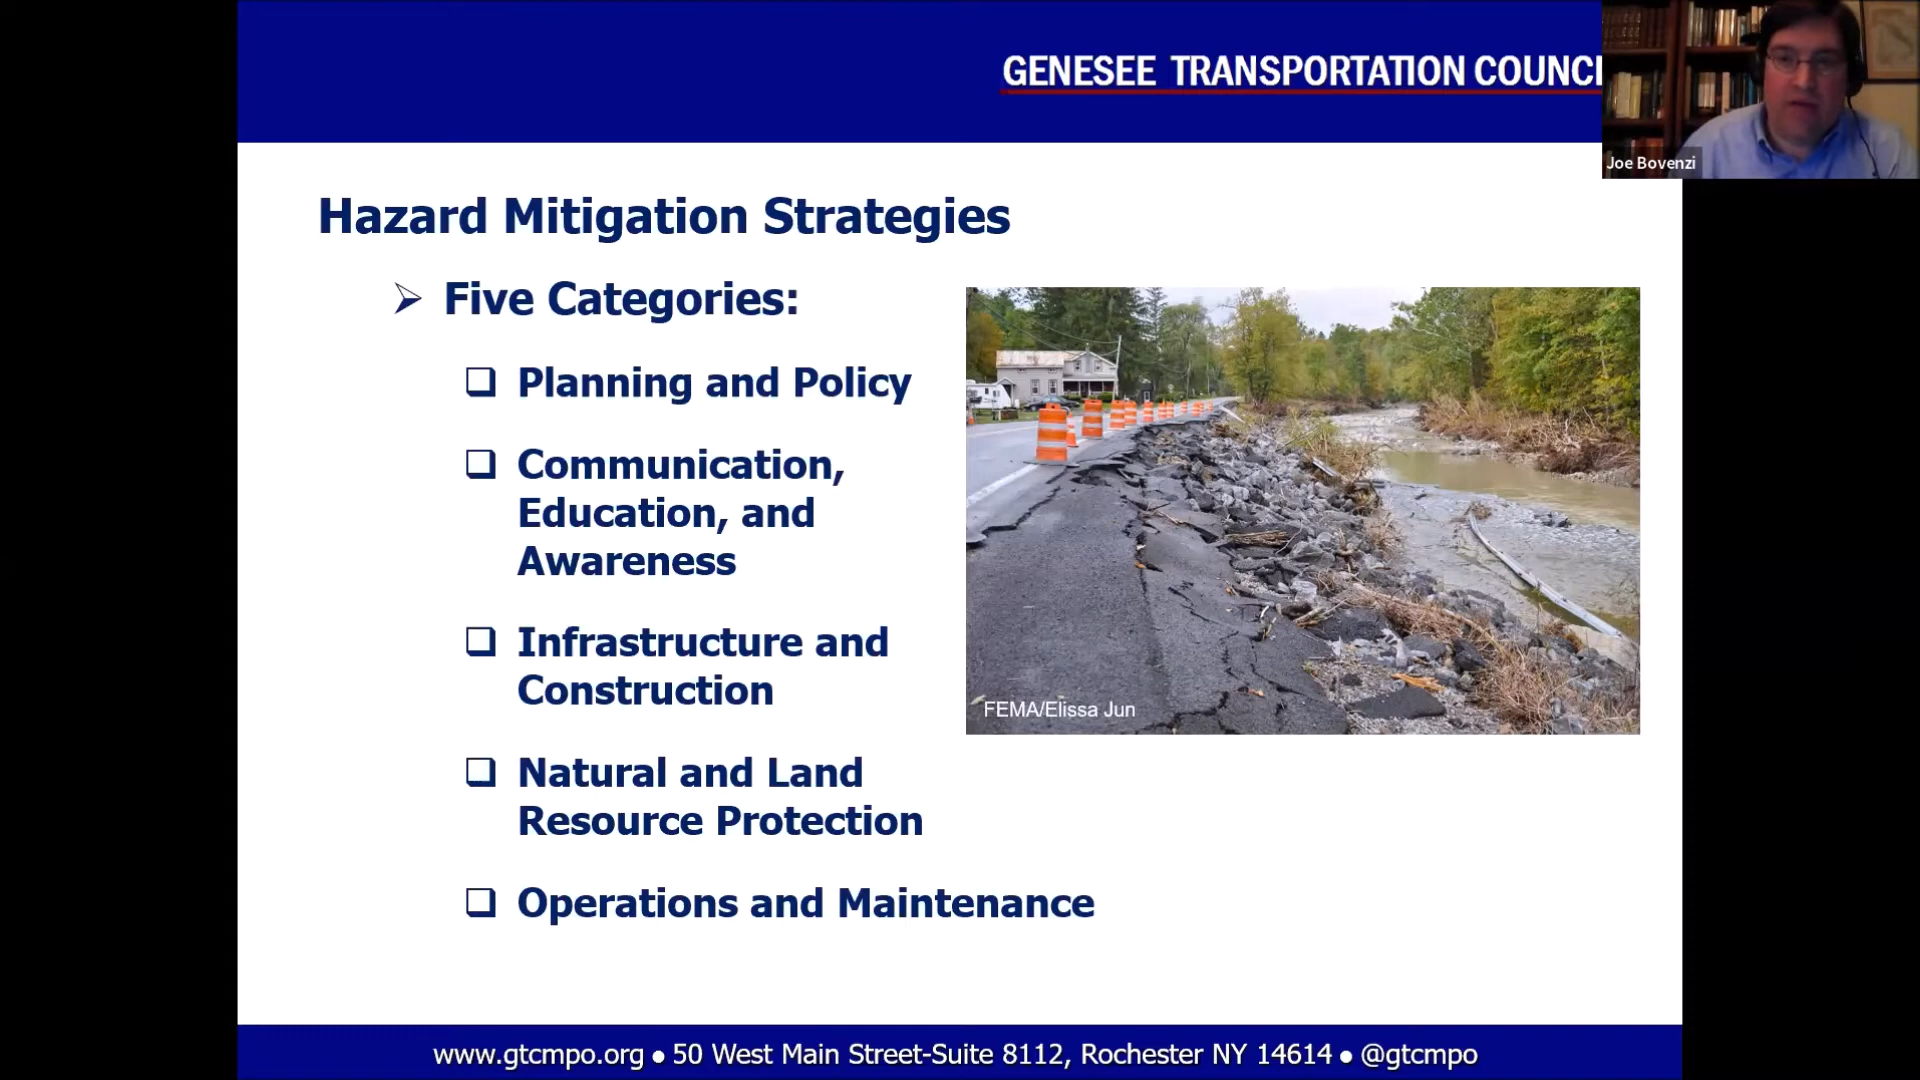 GENESEE TRANSPORTATION COUNCI
Joe Bovenzi
Hazard Mitigation Strategies
Five Categories:
Planning and Policy
Communication,
Education, and
Awareness
Infrastructure and
Construction
Natural and Land
Resource Protection
Operations and Maintenance
FEMA/Elissa Jun
www.gtcmpo.org ● 50 West Main Street-Suite 8112, Rochester NY 14614 ● @gtcmpo